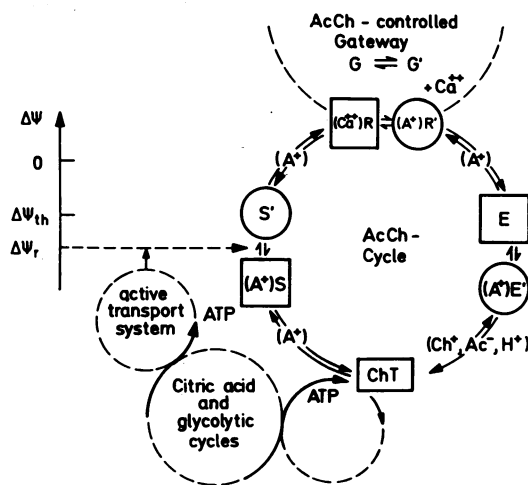 AcCh - controlled
Gateway
G ⇌ G'
+ Ca⁺⁺
(Ca⁺⁺)R
(A⁺)R'
ΔΨ
0
ΔΨth
ΔΨr
(A⁺)
(A⁺)
S'
E
AcCh -
Cycle
(A⁺)S
(A⁺)E'
active
transport
system
ATP
(A⁺)
(Ch⁺, Ac⁻, H⁺)
ChT
Citric acid
and
glycolytic
cycles
ATP